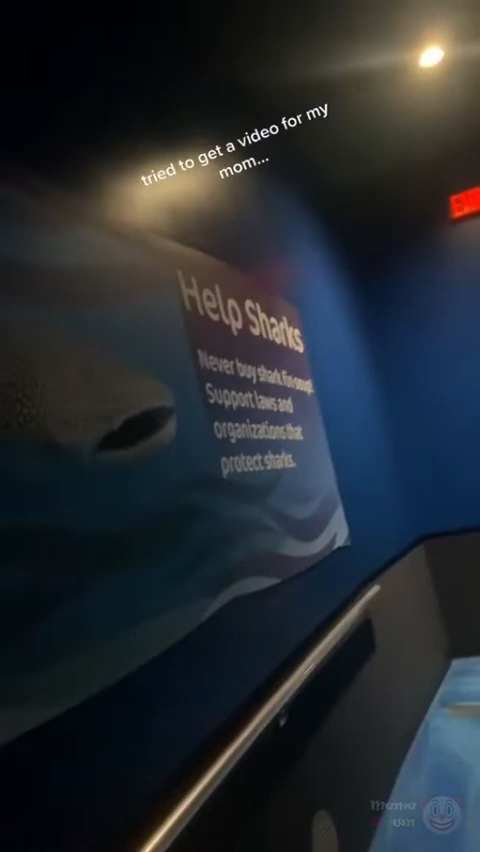 tried to get a video for my
mom...
EXIT
Help Sharks
Never buy shark fin soup!
Support laws and
organizations that
protect sharks.